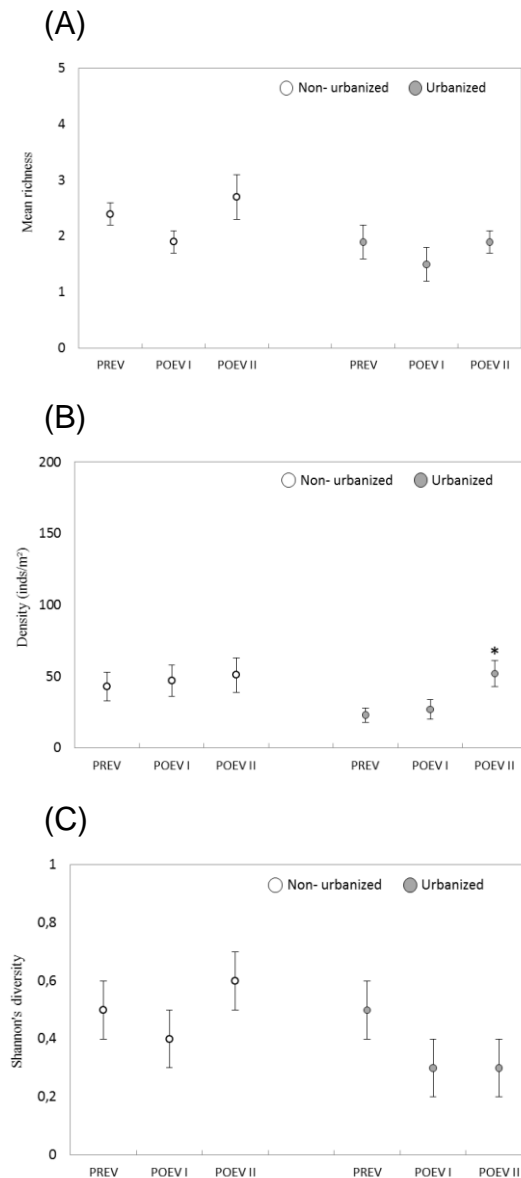 (A)
5
4
3
2
1
0
Mean richness
Non- urbanized Urbanized
PREV POEV I POEV II PREV POEV I POEV II
(B)
200
150
100
50
0
Density (inds/m²)
Non- urbanized Urbanized
*
PREV POEV I POEV II PREV POEV I POEV II
(C)
1
0,8
0,6
0,4
0,2
0
Shannon's diversity
Non- urbanized Urbanized
PREV POEV I POEV II PREV POEV I POEV II